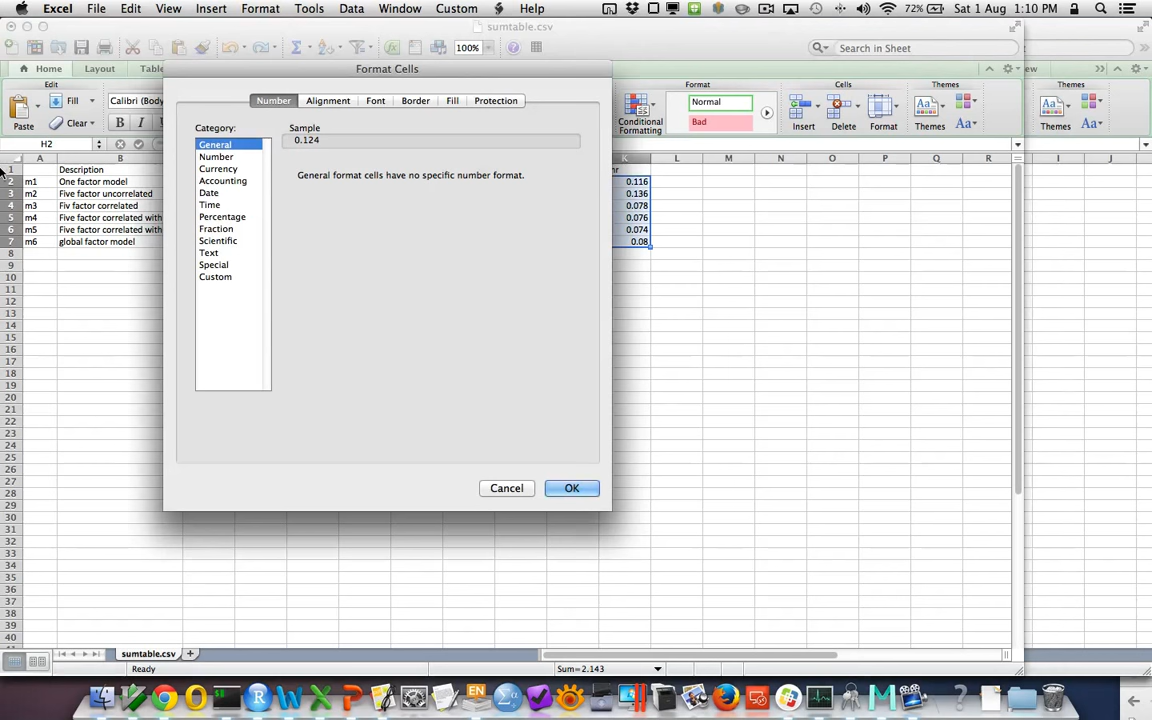 Excel File Edit View Insert Format Tools Data Window Custom Help 72% Sat 1 Aug 1:10 PM
sumtable.csv
100% Search in Sheet
Home Layout Table
Edit Format Cells Themes Themes
Paste Fill Clear Calibri (Body B I Conditional Formatting Normal Bad Insert Delete Format Themes Aa Themes Aa
H2
A B K L M N O P Q R I J
1 Description
2 m1 One factor model 0.116
3 m2 Five factor uncorrelated 0.136
4 m3 Fiv factor correlated 0.078
5 m4 Five factor correlated with 0.076
6 m5 Five factor correlated with 0.074
7 m6 global factor model 0.08
8
9
10
11
12
13
14
15
16
17
18
19
20
21
22
23
24
25
26
27
28
29
30
31
32
33
34
35
36
37
38
39
40
Format Cells
Number Alignment Font Border Fill Protection
Category: Sample
General 0.124
Number
General format cells have no specific number format.
Currency
Accounting
Date
Time
Percentage
Fraction
Scientific
Text
Special
Custom
Cancel OK
sumtable.csv
Ready Sum=2.143
EN